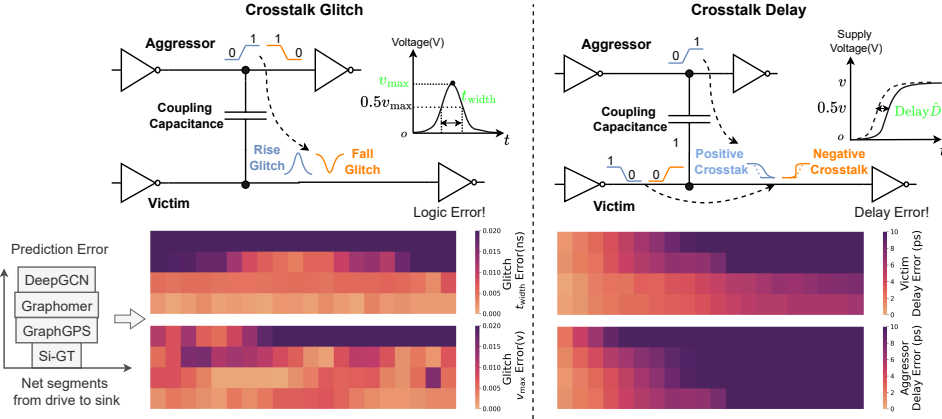 Crosstalk Glitch
Aggressor
0
1
1
0
Coupling
Capacitance
Rise
Glitch
Fall
Glitch
Victim
Logic Error!
Voltage(V)
v_max
0.5v_max
t_width
o
t
Crosstalk Delay
Aggressor
0
1
Coupling
Capacitance
1
1
0
0
Positive
Crosstak
Negative
Crosstalk
Victim
Delay Error!
Supply
Voltage(V)
v
0.5v
Delay D̂
o
t
Prediction Error
DeepGCN
Graphomer
GraphGPS
Si-GT
Net segments
from drive to sink
0.020
0.015
0.010
0.005
0.000
Glitch
t_width Error(ns)
0.020
0.015
0.010
0.005
0.000
Glitch
v_max Error(v)
10
8
6
4
2
0
Victim
Delay Error (ps)
10
8
6
4
2
0
Aggressor
Delay Error (ps)